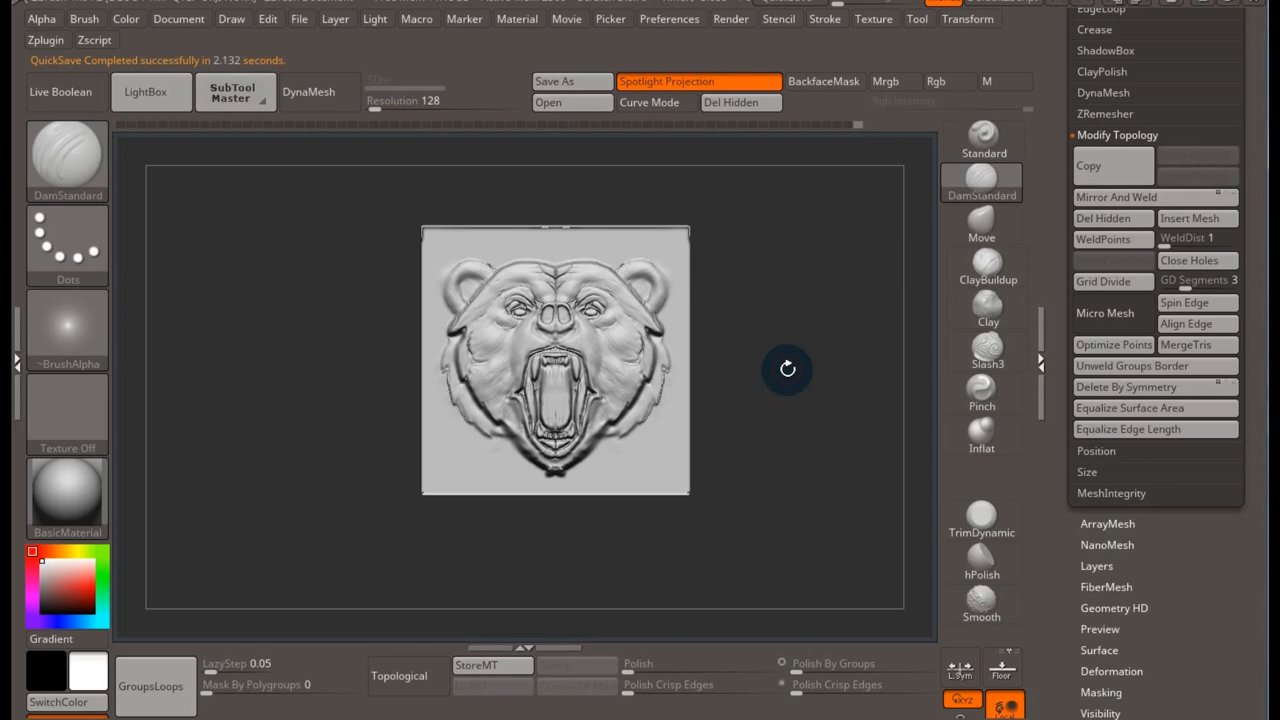 Alpha Brush Color Document Draw Edit File Layer Light Macro Marker Material Movie Picker Preferences Render Stencil Stroke Texture Tool Transform
Zplugin Zscript
QuickSave Completed successfully in 2.132 seconds.
Live Boolean
LightBox
SubTool
Master
DynaMesh
Resolution 128
Save As
Open
Spotlight Projection
Curve Mode
Del Hidden
BackfaceMask
Mrgb
Rgb
M
Rgb Intensity
DamStandard
Dots
~BrushAlpha
Texture Off
BasicMaterial
Gradient
SwitchColor
Standard
DamStandard
Move
ClayBuildup
Clay
Slash3
Pinch
Inflat
TrimDynamic
hPolish
Smooth
EdgeLoop
Crease
ShadowBox
ClayPolish
DynaMesh
ZRemesher
Modify Topology
Copy
Mirror And Weld
Del Hidden Insert Mesh
WeldPoints WeldDist 1
Close Holes
Grid Divide GD Segments 3
Micro Mesh
Spin Edge
Align Edge
Optimize Points MergeTris
Unweld Groups Border
Delete By Symmetry
Equalize Surface Area
Equalize Edge Length
Position
Size
MeshIntegrity
ArrayMesh
NanoMesh
Layers
FiberMesh
Geometry HD
Preview
Surface
Deformation
Masking
Visibility
GroupsLoops
LazyStep 0.05
Mask By Polygroups 0
Topological
StoreMT
Polish
Polish Crisp Edges
Polish By Groups
Polish Crisp Edges
L.Sym
Floor
XYZ